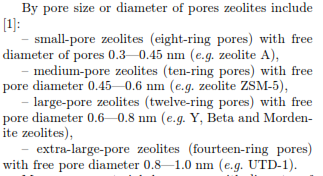 By pore size or diameter of pores zeolites include
[1]:
– small-pore zeolites (eight-ring pores) with free
diameter of pores 0.3—0.45 nm (e.g. zeolite A),
– medium-pore zeolites (ten-ring pores) with free
pore diameter 0.45—0.6 nm (e.g. zeolite ZSM-5),
– large-pore zeolites (twelve-ring pores) with free
pore diameter 0.6—0.8 nm (e.g. Y, Beta and Morden-
ite zeolites),
– extra-large-pore zeolites (fourteen-ring pores)
with free pore diameter 0.8—1.0 nm (e.g. UTD-1).